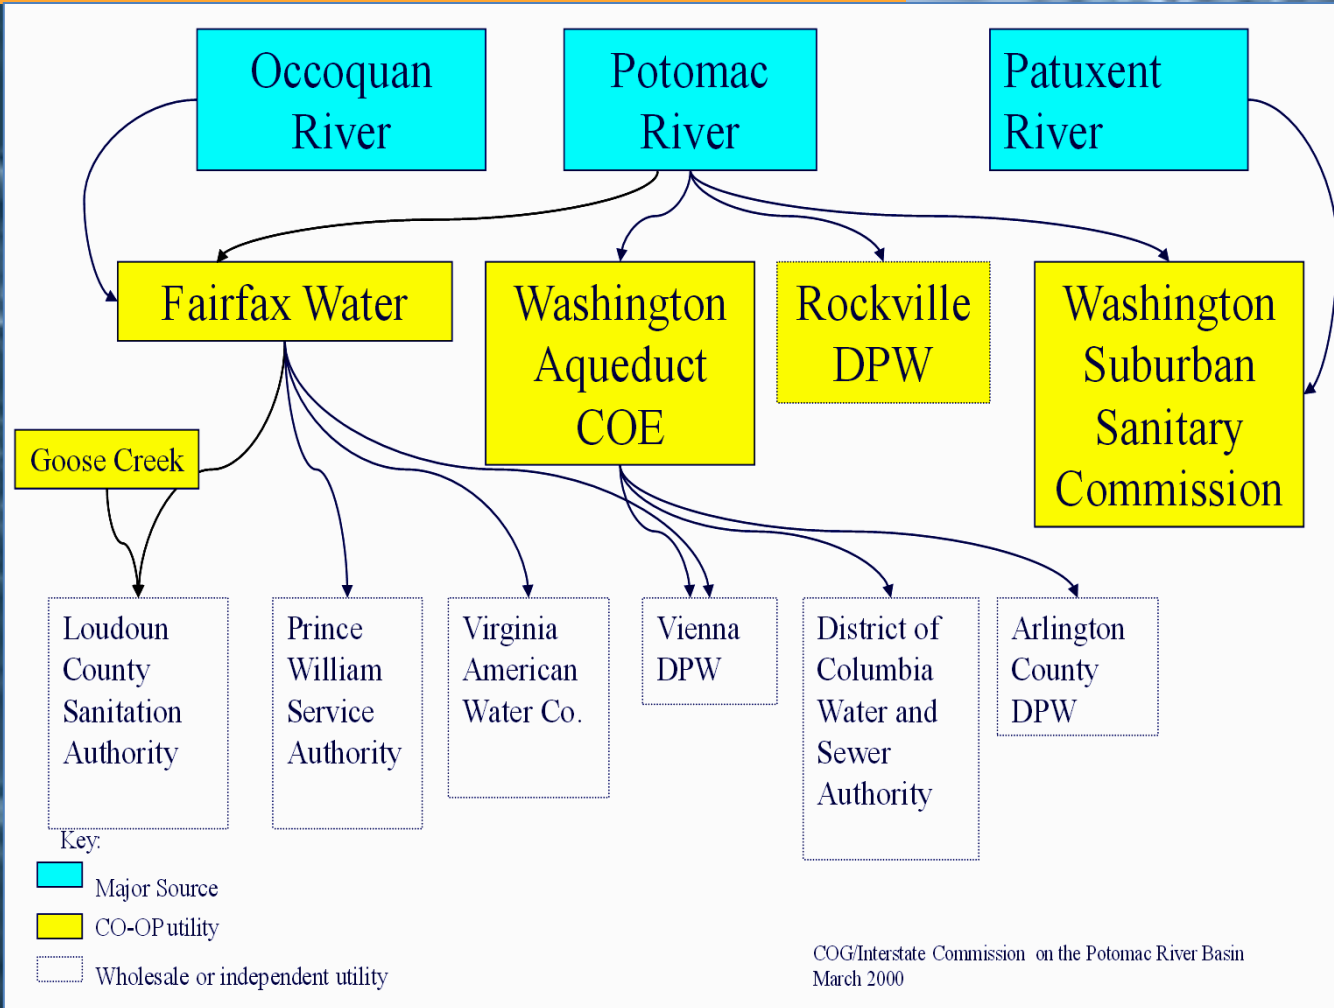 Occoquan
River
Potomac
River
Patuxent
River
Fairfax Water
Washington
Aqueduct
COE
Rockville
DPW
Washington
Suburban
Sanitary
Commission
Goose Creek
Loudoun
County
Sanitation
Authority
Prince
William
Service
Authority
Virginia
American
Water Co.
Vienna
DPW
District of
Columbia
Water and
Sewer
Authority
Arlington
County
DPW
Key:
Major Source
CO-OP utility
Wholesale or independent utility
COG/Interstate Commission on the Potomac River Basin
March 2000